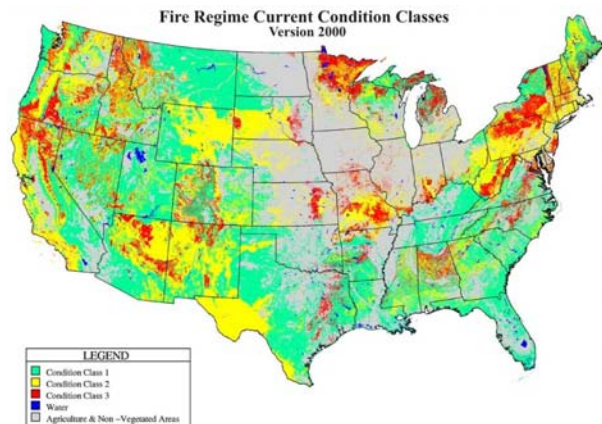 Fire Regime Current Condition Classes
Version 2000
LEGEND
Condition Class 1
Condition Class 2
Condition Class 3
Water
Agriculture & Non -Vegetated Areas